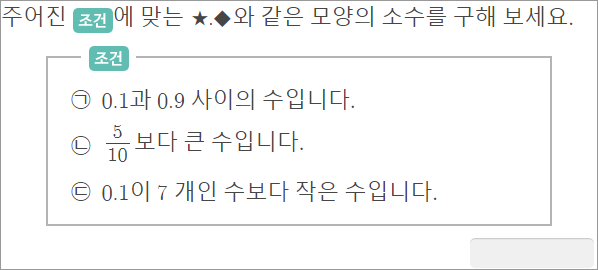 주어진 조건에 맞는 ★.◆와 같은 모양의 소수를 구해 보세요.
조건
㉠ 0.1과 0.9 사이의 수입니다.
㉡ 5/10 보다 큰 수입니다.
㉢ 0.1이 7 개인 수보다 작은 수입니다.